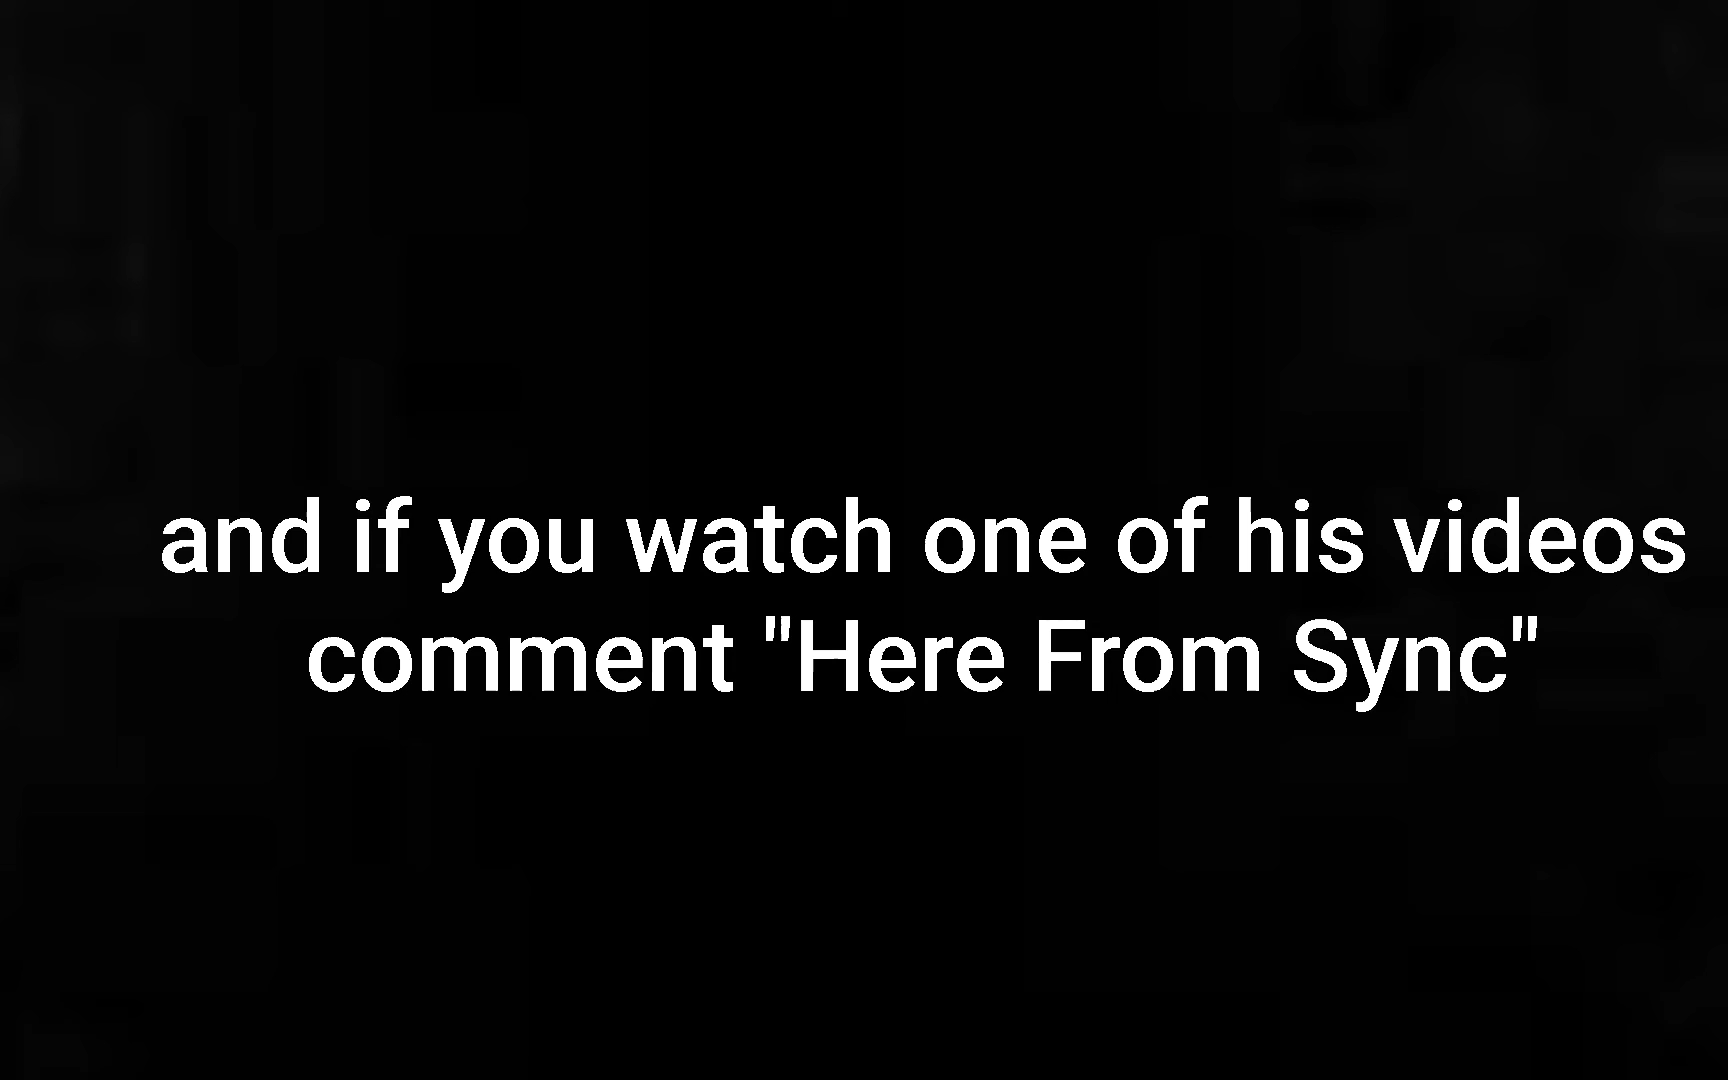 and if you watch one of his videos
comment "Here From Sync"